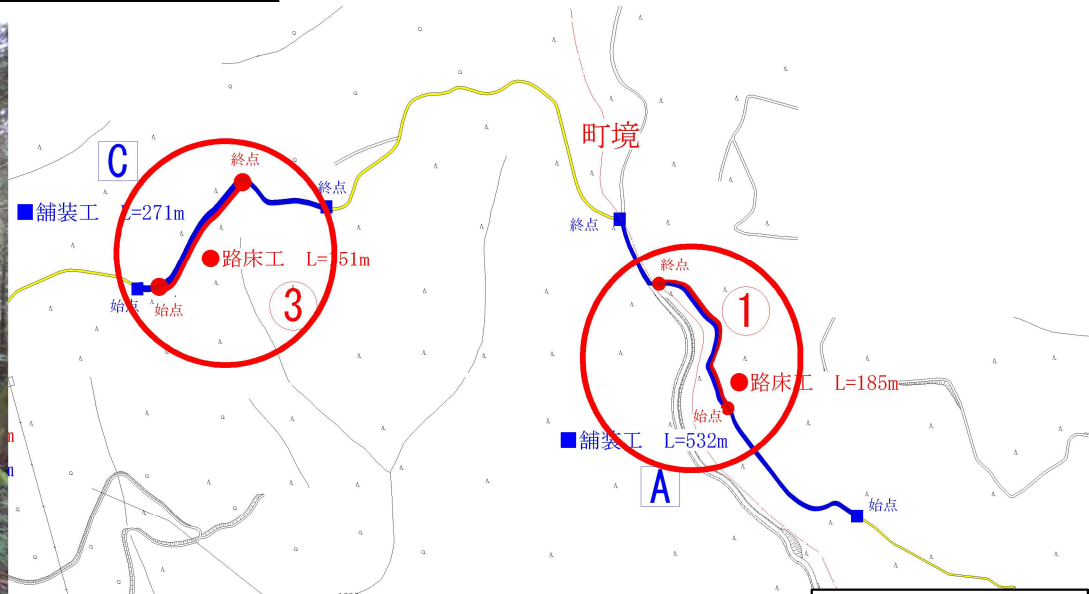 町境
C
終点
終点
■舗装工 L=271m
終点
●路床工 L=151m
終点
始点
始点
3
1
●路床工 L=185m
始点
■舗装工 L=532m
A
始点
m
m